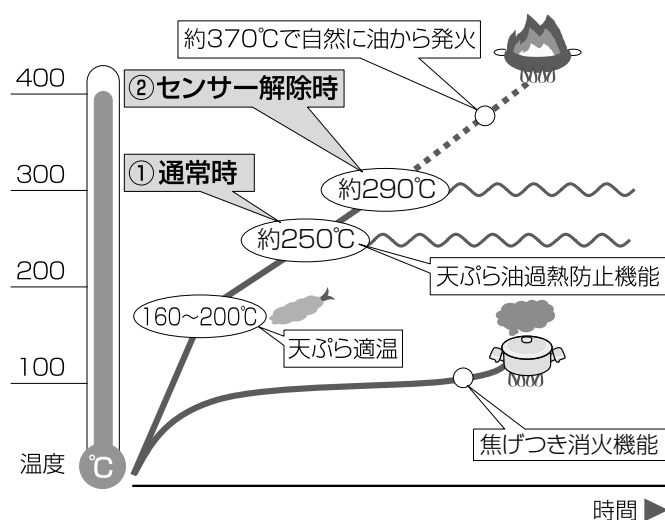 約370℃で自然に油から発火
400
②センサー解除時
300
①通常時
約290℃
約250℃
200
天ぷら油過熱防止機能
160〜200℃
天ぷら適温
100
焦げつき消火機能
温度
℃
時間▶